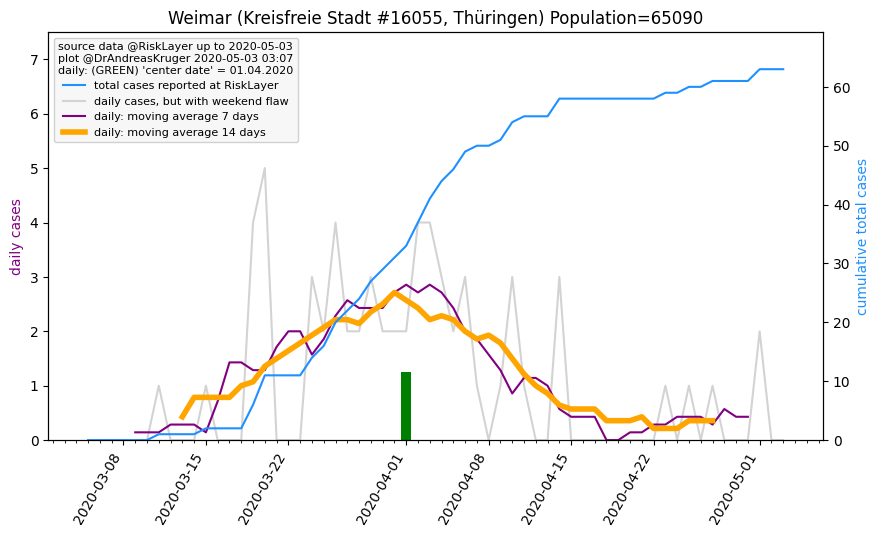 Weimar (Kreisfreie Stadt #16055, Thüringen) Population=65090
source data @RiskLayer up to 2020-05-03
plot @DrAndreasKruger 2020-05-03 03:07
daily: (GREEN) 'center date' = 01.04.2020
total cases reported at RiskLayer
daily cases, but with weekend flaw
daily: moving average 7 days
daily: moving average 14 days
daily cases
7
6
5
4
3
2
1
0
cumulative total cases
60
50
40
30
20
10
0
2020-03-08
2020-03-15
2020-03-22
2020-04-01
2020-04-08
2020-04-15
2020-04-22
2020-05-01